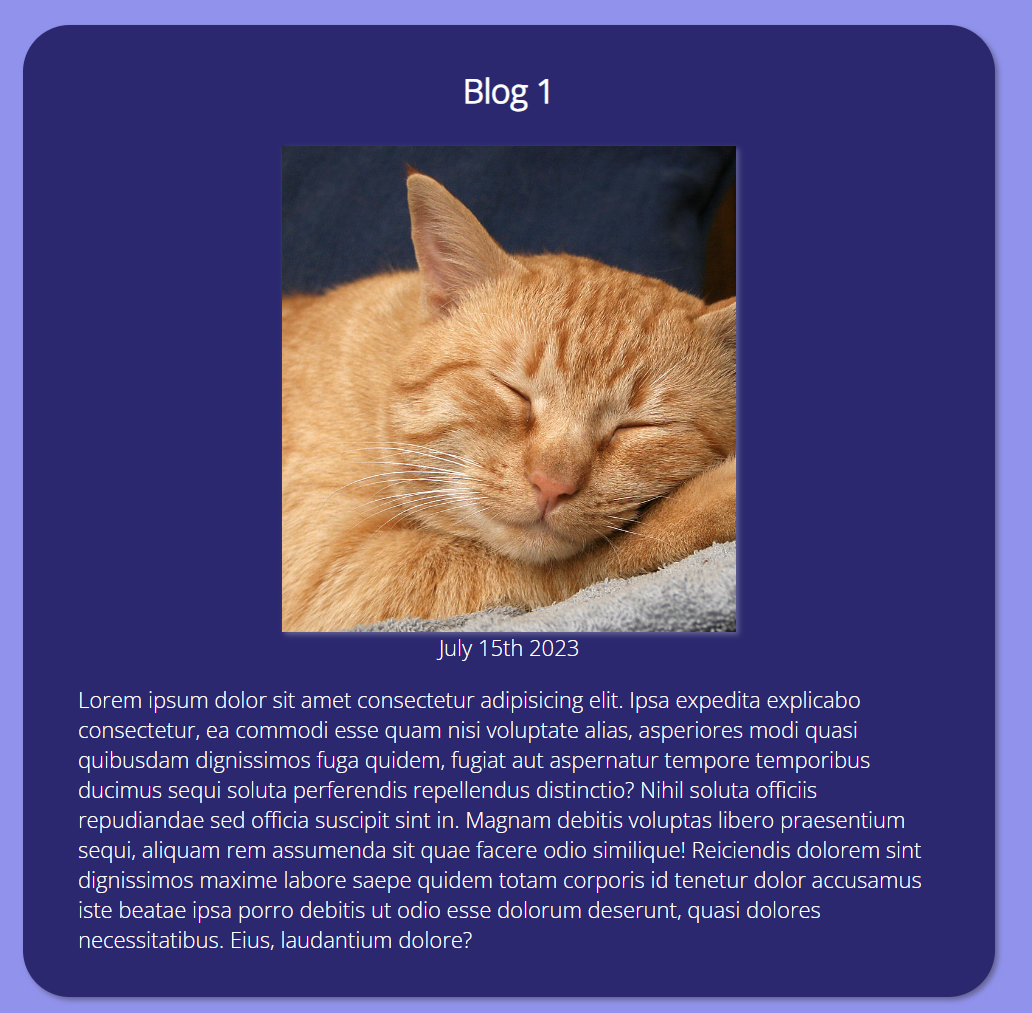 Blog 1
July 15th 2023
Lorem ipsum dolor sit amet consectetur adipisicing elit. Ipsa expedita explicabo
consectetur, ea commodi esse quam nisi voluptate alias, asperiores modi quasi
quibusdam dignissimos fuga quidem, fugiat aut aspernatur tempore temporibus
ducimus sequi soluta perferendis repellendus distinctio? Nihil soluta officiis
repudiandae sed officia suscipit sint in. Magnam debitis voluptas libero praesentium
sequi, aliquam rem assumenda sit quae facere odio similique! Reiciendis dolorem sint
dignissimos maxime labore saepe quidem totam corporis id tenetur dolor accusamus
iste beatae ipsa porro debitis ut odio esse dolorum deserunt, quasi dolores
necessitatibus. Eius, laudantium dolore?